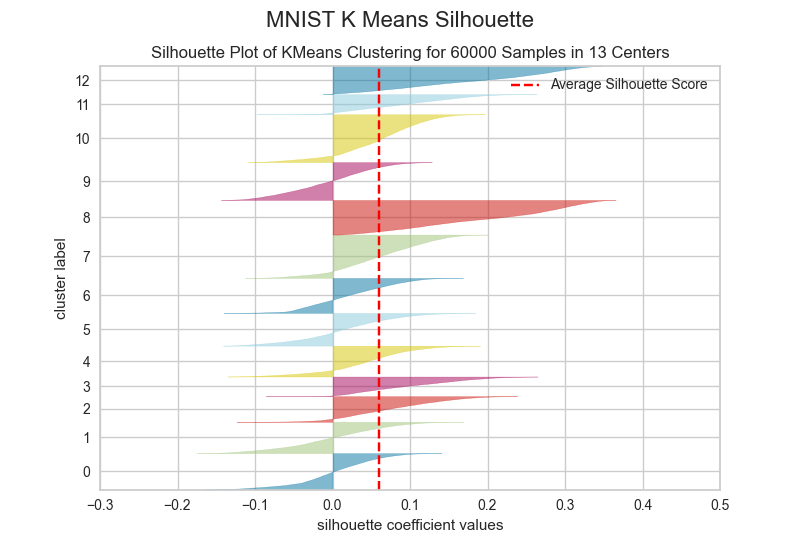 MNIST K Means Silhouette
Silhouette Plot of KMeans Clustering for 60000 Samples in 13 Centers
Average Silhouette Score
cluster label
12
11
10
9
8
7
6
5
4
3
2
1
0
−0.3 −0.2 −0.1 0.0 0.1 0.2 0.3 0.4 0.5
silhouette coefficient values